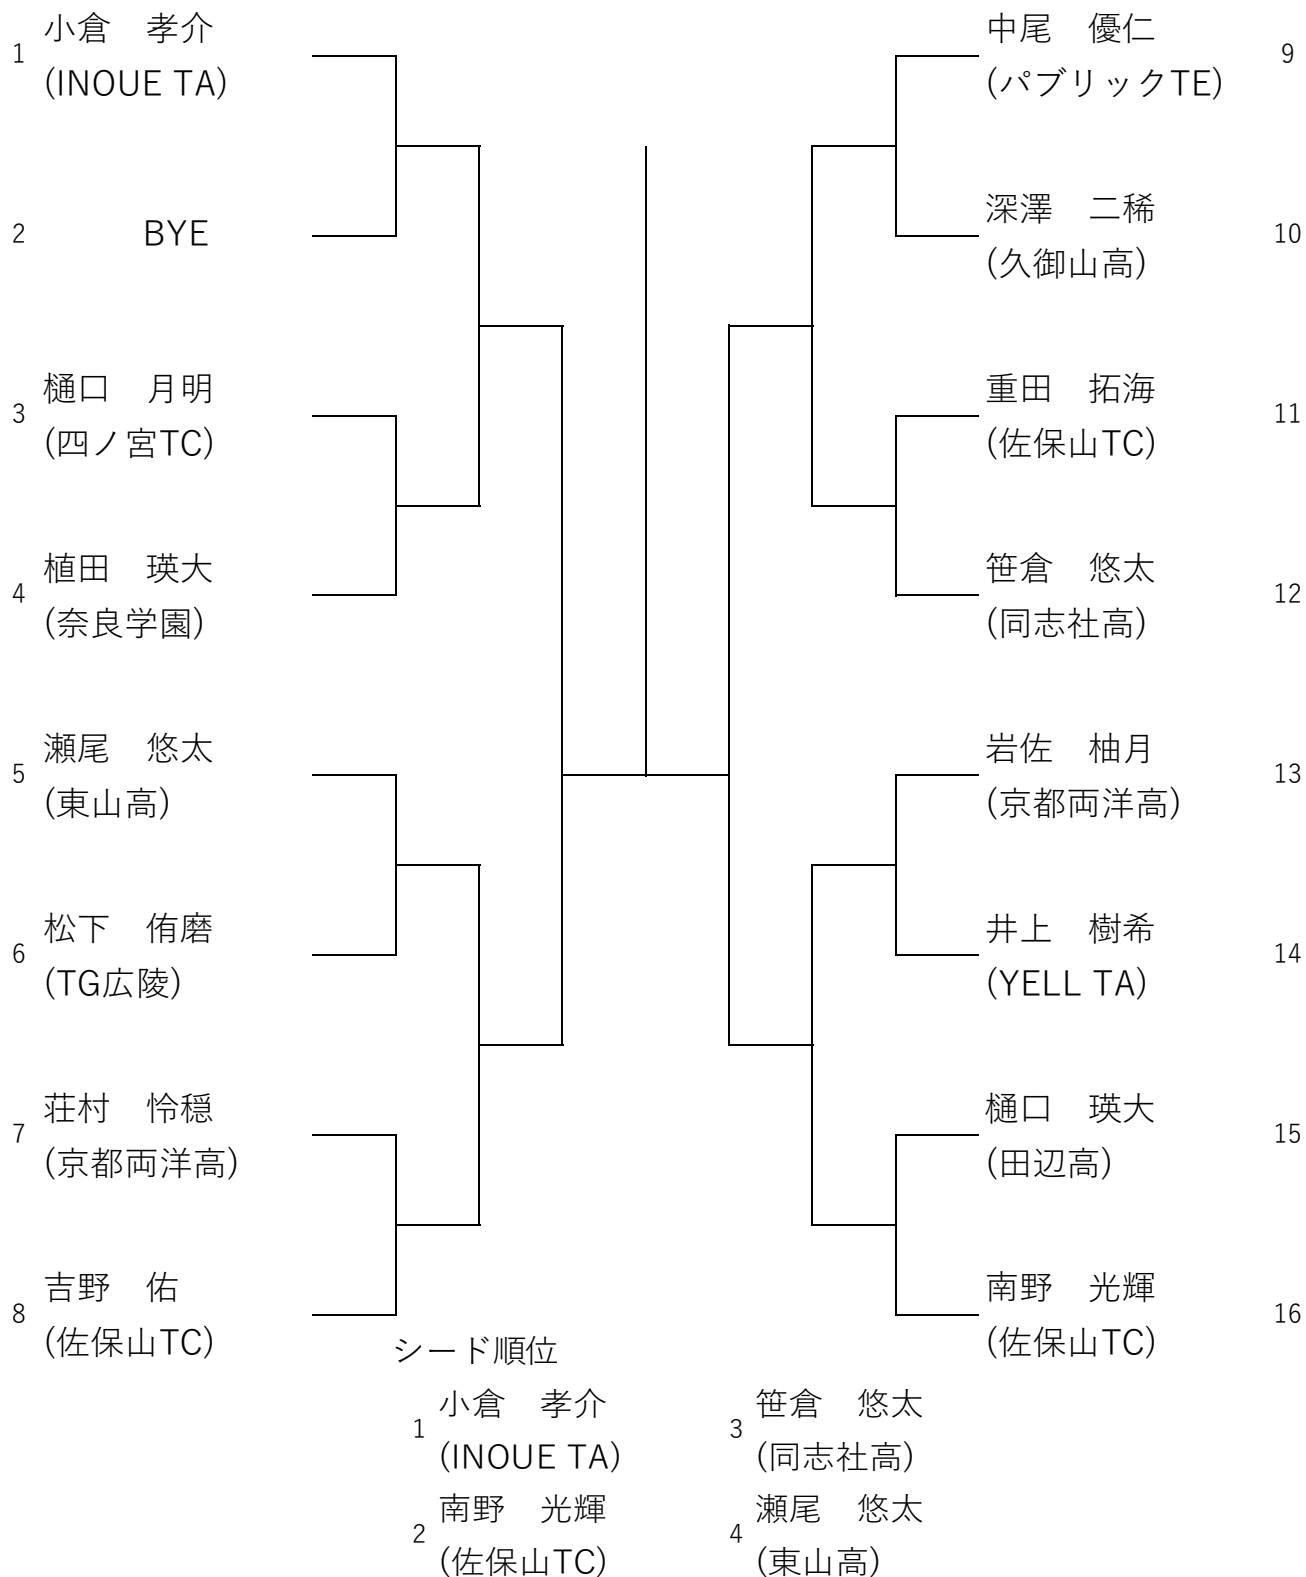 1
小倉　孝介
(INOUE TA)
2
BYE
3
樋口　月明
(四ノ宮TC)
4
植田　瑛大
(奈良学園)
5
瀬尾　悠太
(東山高)
6
松下　侑磨
(TG広陵)
7
荘村　怜穏
(京都両洋高)
8
吉野　佑
(佐保山TC)
中尾　優仁
(パブリックTE)
9
深澤　二稀
(久御山高)
10
重田　拓海
(佐保山TC)
11
笹倉　悠太
(同志社高)
12
岩佐　柚月
(京都両洋高)
13
井上　樹希
(YELL TA)
14
樋口　瑛大
(田辺高)
15
南野　光輝
(佐保山TC)
16
シード順位
1
小倉　孝介
(INOUE TA)
2
南野　光輝
(佐保山TC)
3
笹倉　悠太
(同志社高)
4
瀬尾　悠太
(東山高)